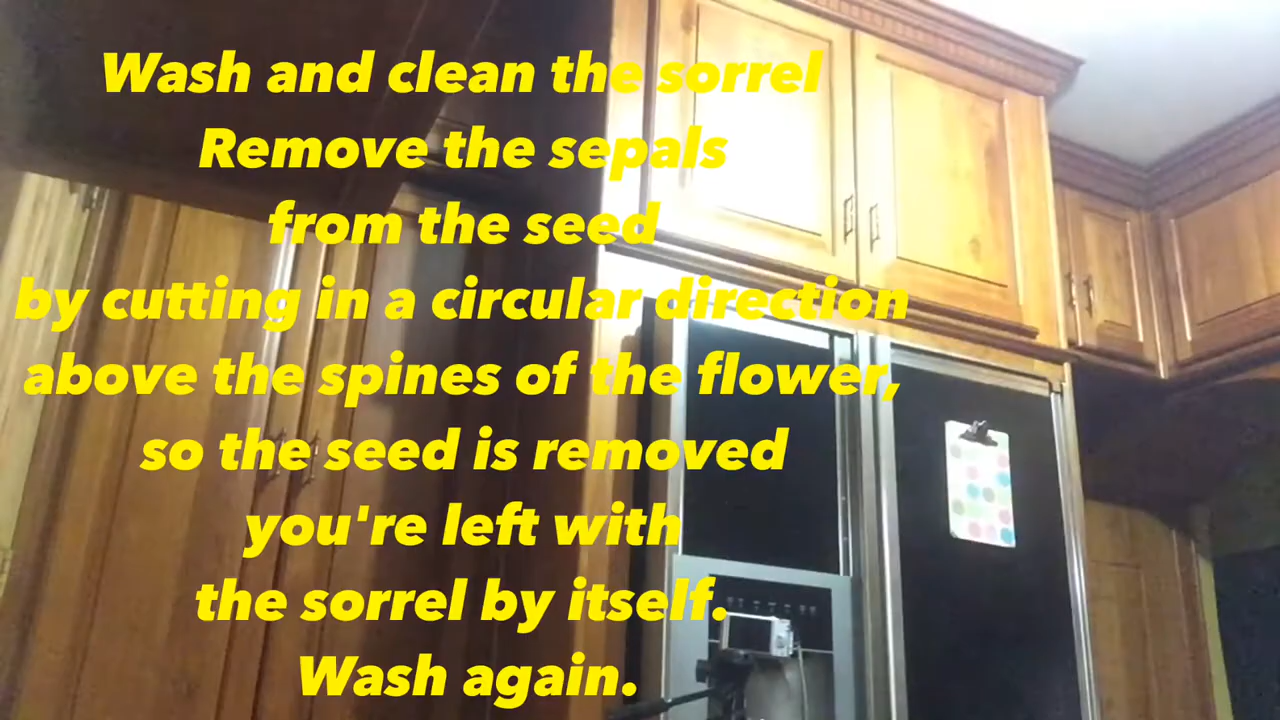 Wash and clean the sorrel
Remove the sepals
from the seed
by cutting in a circular direction
above the spines of the flower,
so the seed is removed
you're left with
the sorrel by itself.
Wash again.